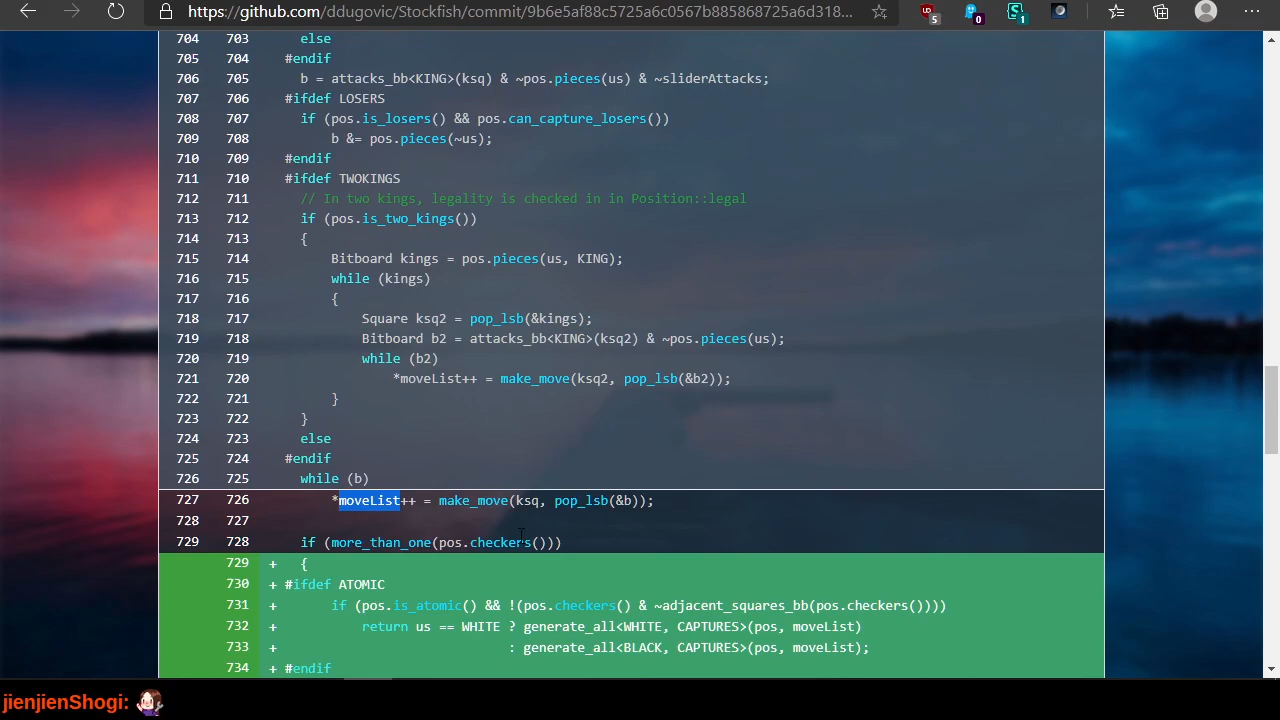 https://github.com/ddugovic/Stockfish/commit/9b6e5af88c5725a6c0567b885868725a6d318...
5 0 1
704 703 else
705 704 #endif
706 705 b = attacks_bb<KING>(ksq) & ~pos.pieces(us) & ~sliderAttacks;
707 706 #ifdef LOSERS
708 707 if (pos.is_losers() && pos.can_capture_losers())
709 708 b &= pos.pieces(~us);
710 709 #endif
711 710 #ifdef TWOKINGS
712 711 // In two kings, legality is checked in in Position::legal
713 712 if (pos.is_two_kings())
714 713 {
715 714 Bitboard kings = pos.pieces(us, KING);
716 715 while (kings)
717 716 {
718 717 Square ksq2 = pop_lsb(&kings);
719 718 Bitboard b2 = attacks_bb<KING>(ksq2) & ~pos.pieces(us);
720 719 while (b2)
721 720 *moveList++ = make_move(ksq2, pop_lsb(&b2));
722 721 }
723 722 }
724 723 else
725 724 #endif
726 725 while (b)
727 726 *moveList++ = make_move(ksq, pop_lsb(&b));
728 727
729 728 if (more_than_one(pos.checkers()))
729 + {
730 + #ifdef ATOMIC
731 + if (pos.is_atomic() && !(pos.checkers() & ~adjacent_squares_bb(pos.checkers())))
732 + return us == WHITE ? generate_all<WHITE, CAPTURES>(pos, moveList)
733 + : generate_all<BLACK, CAPTURES>(pos, moveList);
734 + #endif
jienjienShogi: